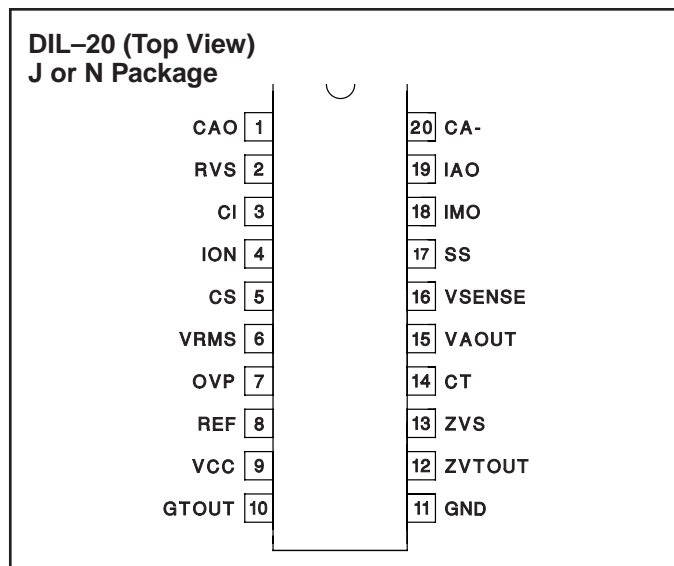 DIL–20 (Top View)
J or N Package
CAO 1 20 CA-
RVS 2 19 IAO
CI 3 18 IMO
ION 4 17 SS
CS 5 16 VSENSE
VRMS 6 15 VAOUT
OVP 7 14 CT
REF 8 13 ZVS
VCC 9 12 ZVTOUT
GTOUT 10 11 GND